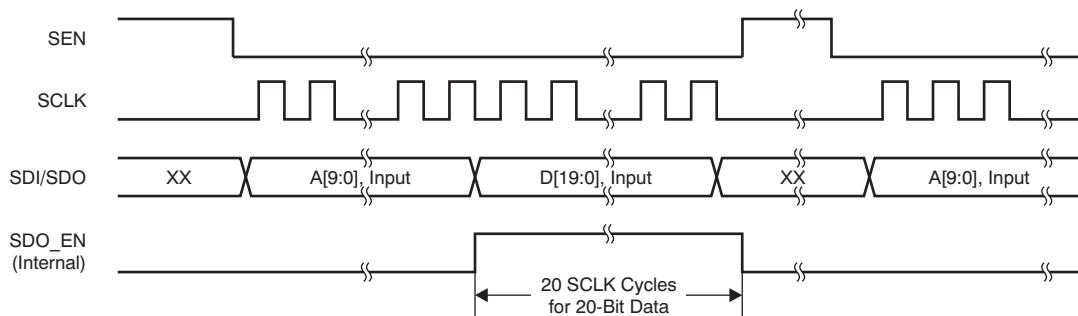 SEN
SCLK
SDI/SDO
XX
A[9:0], Input
D[19:0], Input
XX
A[9:0], Input
SDO_EN
(Internal)
20 SCLK Cycles
for 20-Bit Data